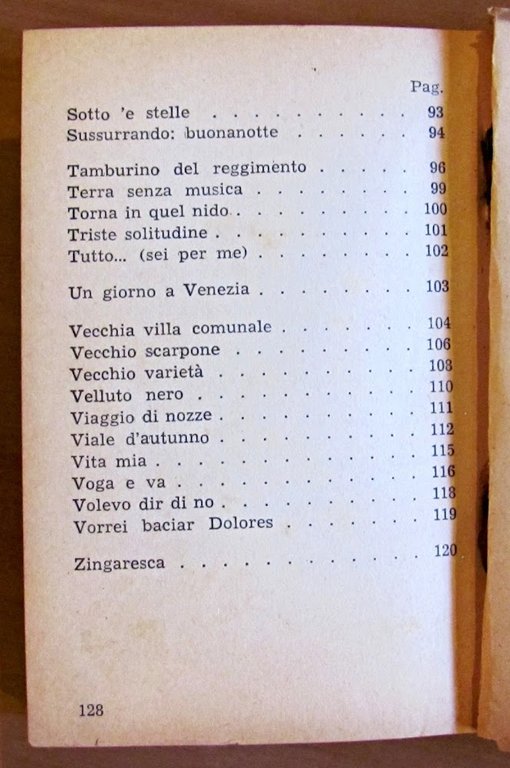 Pag.
Sotto 'e stelle . . . . . . . . . . 93
Sussurrando: buonanotte . . . . . . 94
Tamburino del reggimento . . . . . 96
Terra senza musica . . . . . . . . 99
Torna in quel nido . . . . . . . . . 100
Triste solitudine . . . . . . . . . . 101
Tutto... (sei per me) . . . . . . . . 102
Un giorno a Venezia . . . . . . . . 103
Vecchia villa comunale . . . . . . . 104
Vecchio scarpone . . . . . . . . . 106
Vecchio varietà . . . . . . . . . . 108
Velluto nero . . . . . . . . . . . 110
Viaggio di nozze . . . . . . . . . . 111
Viale d'autunno . . . . . . . . . . 112
Vita mia . . . . . . . . . . . . . 115
Voga e va . . . . . . . . . . . . 116
Volevo dir di no . . . . . . . . . . 118
Vorrei baciar Dolores . . . . . . . 119
Zingaresca . . . . . . . . . . . . 120
128